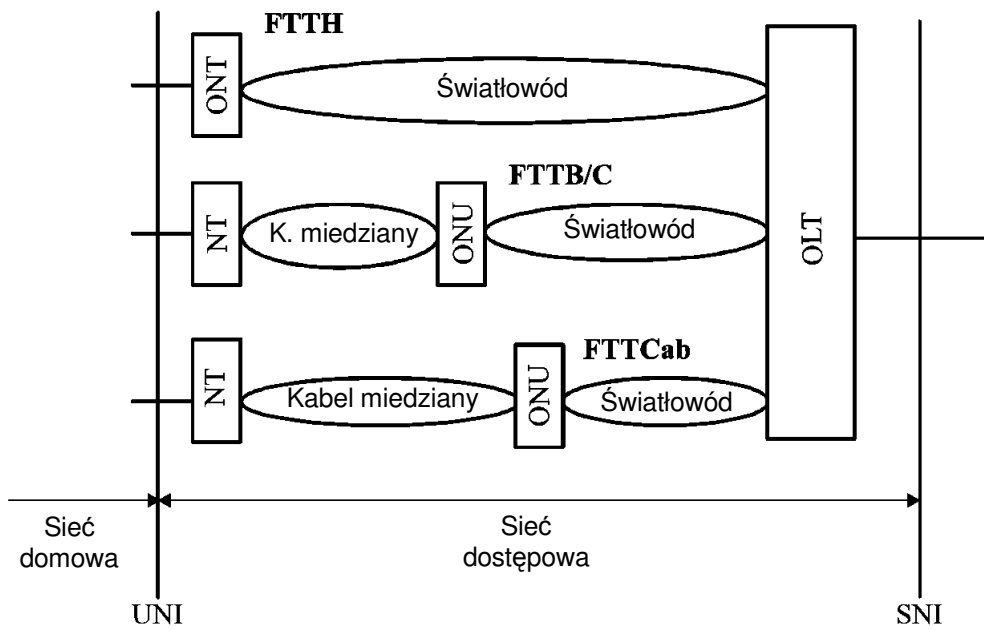 FTTH
ONT
Światłowód
OLT
FTTB/C
NT
K. miedziany
ONU
Światłowód
FTTCab
NT
Kabel miedziany
ONU
Światłowód
Sieć
domowa
Sieć
dostępowa
UNI
SNI